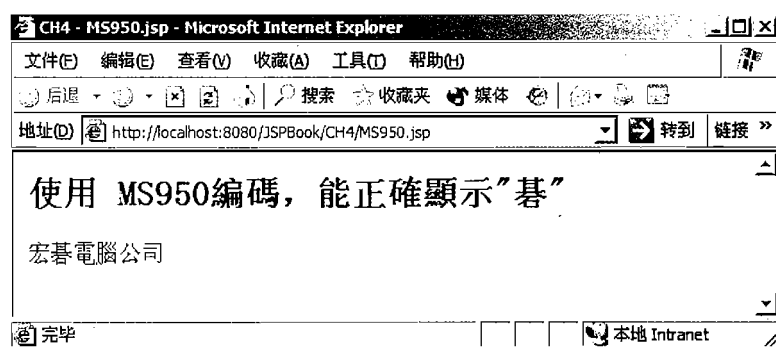 CH4 - MS950.jsp - Microsoft Internet Explorer
文件(F) 编辑(E) 查看(V) 收藏(A) 工具(T) 帮助(H)
后退 搜索 收藏夹 媒体
地址(D) http://localhost:8080/JSPBook/CH4/MS950.jsp 转到 链接 »
使用 MS950編碼，能正確顯示"碁"
宏碁電腦公司
完毕 本地 Intranet